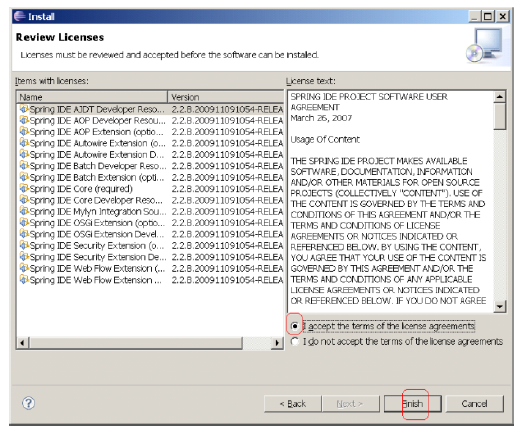 Install
Review Licenses
Licenses must be reviewed and accepted before the software can be installed.
Items with licenses:
Name Version
Spring IDE AJDT Developer Reso... 2.2.8.200911091054-RELEA
Spring IDE AOP Developer Resou... 2.2.8.200911091054-RELEA
Spring IDE AOP Extension (optio... 2.2.8.200911091054-RELEA
Spring IDE Autowire Extension (o... 2.2.8.200911091054-RELEA
Spring IDE Autowire Extension D... 2.2.8.200911091054-RELEA
Spring IDE Batch Developer Reso... 2.2.8.200911091054-RELEA
Spring IDE Batch Extension (opti... 2.2.8.200911091054-RELEA
Spring IDE Core (required) 2.2.8.200911091054-RELEA
Spring IDE Core Developer Reso... 2.2.8.200911091054-RELEA
Spring IDE Mylyn Integration Sou... 2.2.8.200911091054-RELEA
Spring IDE OSGi Extension (optio... 2.2.8.200911091054-RELEA
Spring IDE OSGi Extension Devel... 2.2.8.200911091054-RELEA
Spring IDE Security Extension (o... 2.2.8.200911091054-RELEA
Spring IDE Security Extension De... 2.2.8.200911091054-RELEA
Spring IDE Web Flow Extension (... 2.2.8.200911091054-RELEA
Spring IDE Web Flow Extension ... 2.2.8.200911091054-RELEA
License text:
SPRING IDE PROJECT SOFTWARE USER
AGREEMENT
March 26, 2007
Usage Of Content
THE SPRING IDE PROJECT MAKES AVAILABLE
SOFTWARE, DOCUMENTATION, INFORMATION
AND/OR OTHER MATERIALS FOR OPEN SOURCE
PROJECTS (COLLECTIVELY "CONTENT"). USE OF
THE CONTENT IS GOVERNED BY THE TERMS AND
CONDITIONS OF THIS AGREEMENT AND/OR THE
TERMS AND CONDITIONS OF LICENSE
AGREEMENTS OR NOTICES INDICATED OR
REFERENCED BELOW. BY USING THE CONTENT,
YOU AGREE THAT YOUR USE OF THE CONTENT IS
GOVERNED BY THIS AGREEMENT AND/OR THE
TERMS AND CONDITIONS OF ANY APPLICABLE
LICENSE AGREEMENTS OR NOTICES INDICATED
OR REFERENCED BELOW. IF YOU DO NOT AGREE
I accept the terms of the license agreements
I do not accept the terms of the license agreements
? < Back Next > Finish Cancel